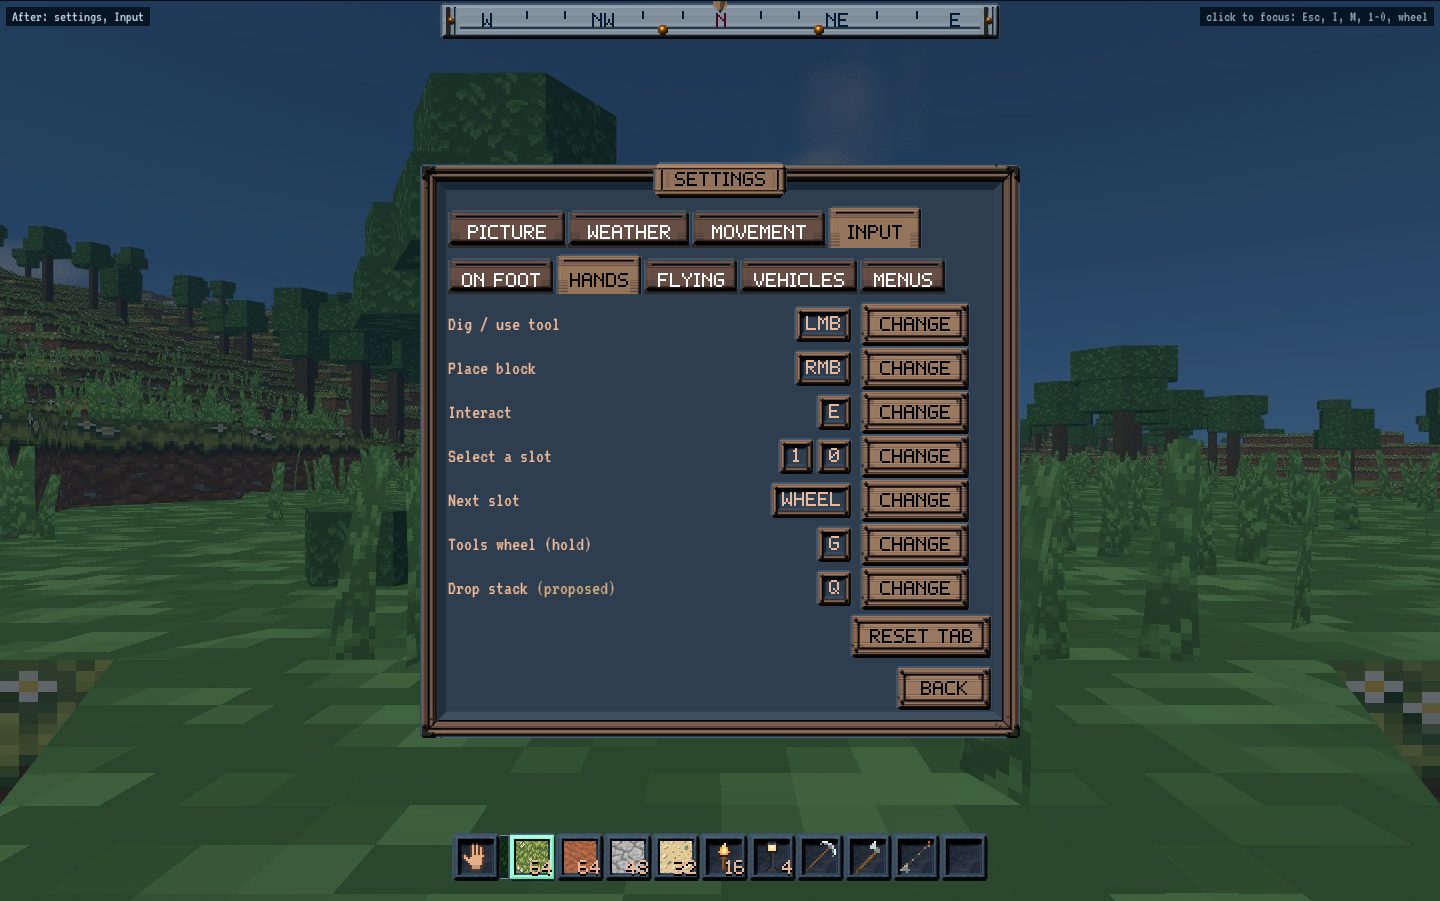 After: settings, Input
W NW N NE E
click to focus: Esc, I, M, 1-0, wheel
SETTINGS
PICTURE WEATHER MOVEMENT INPUT
ON FOOT HANDS FLYING VEHICLES MENUS
Dig / use tool LMB CHANGE
Place block RMB CHANGE
Interact E CHANGE
Select a slot 1 0 CHANGE
Next slot WHEEL CHANGE
Tools wheel (hold) G CHANGE
Drop stack (proposed) Q CHANGE
RESET TAB
BACK
64 64 48 32 16 4